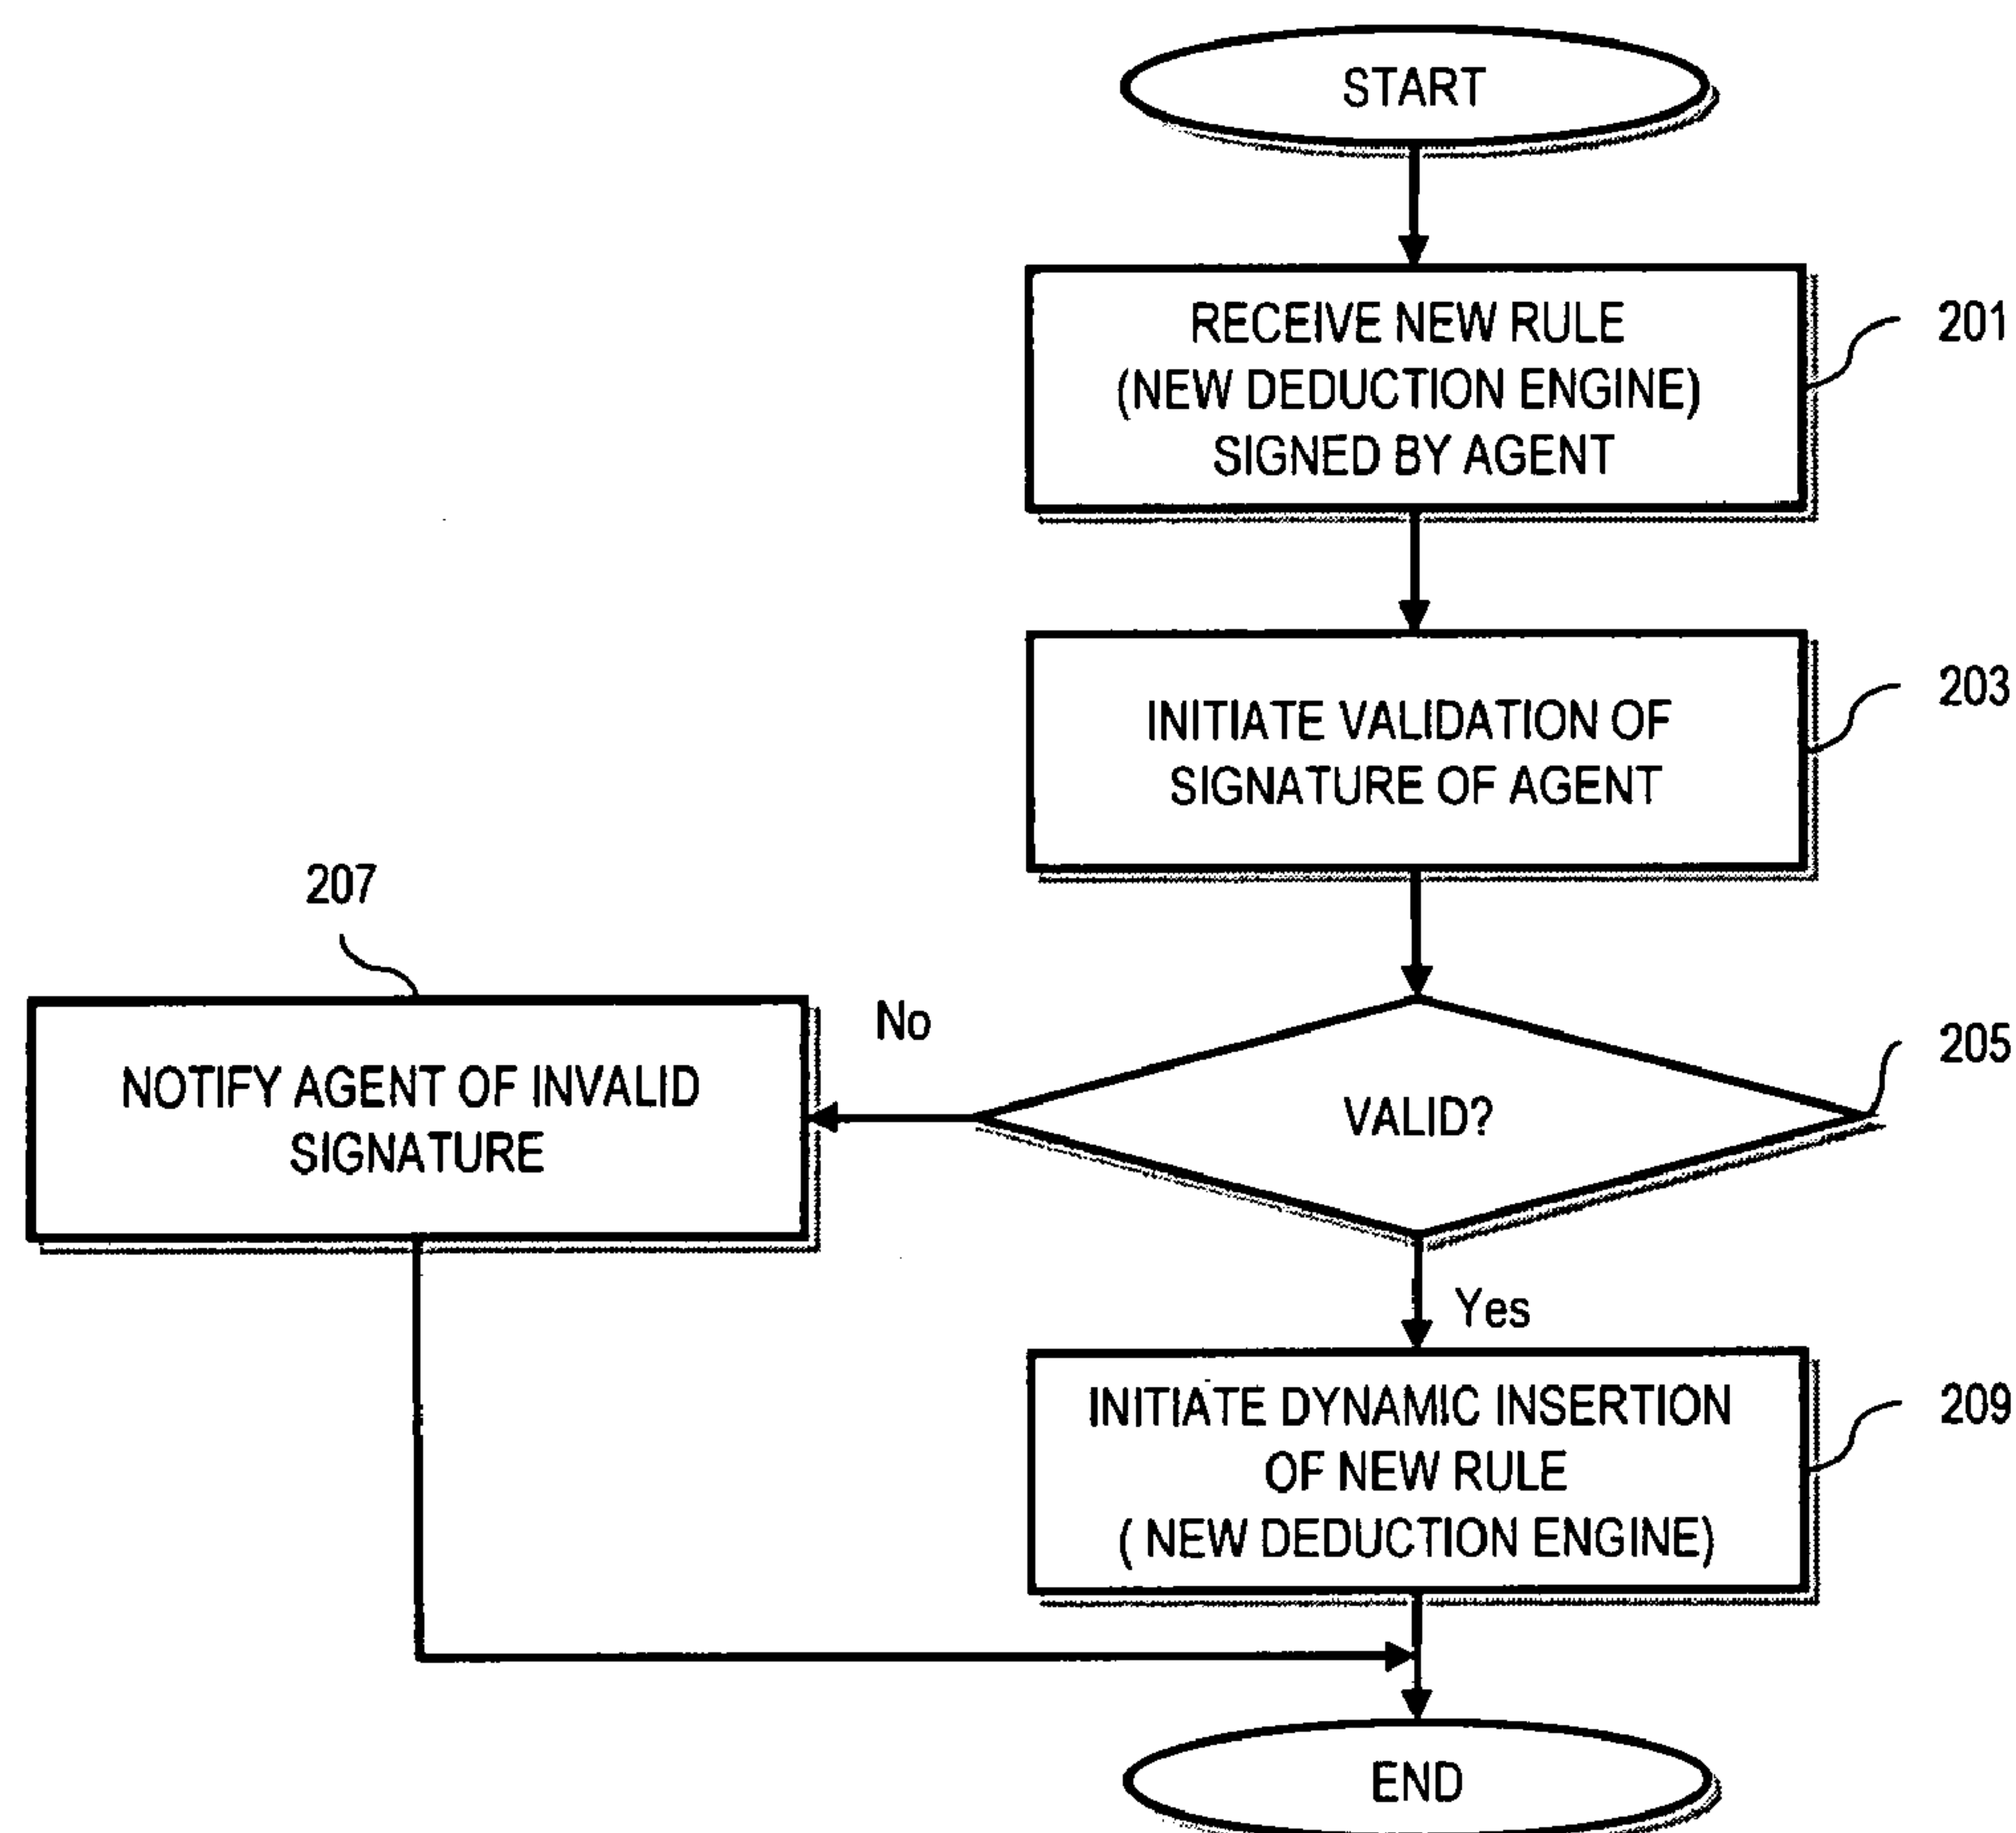 START
RECEIVE NEW RULE
(NEW DEDUCTION ENGINE)
SIGNED BY AGENT
201
INITIATE VALIDATION OF
SIGNATURE OF AGENT
203
207
No
NOTIFY AGENT OF INVALID
SIGNATURE
VALID?
205
Yes
INITIATE DYNAMIC INSERTION
OF NEW RULE
( NEW DEDUCTION ENGINE)
209
END